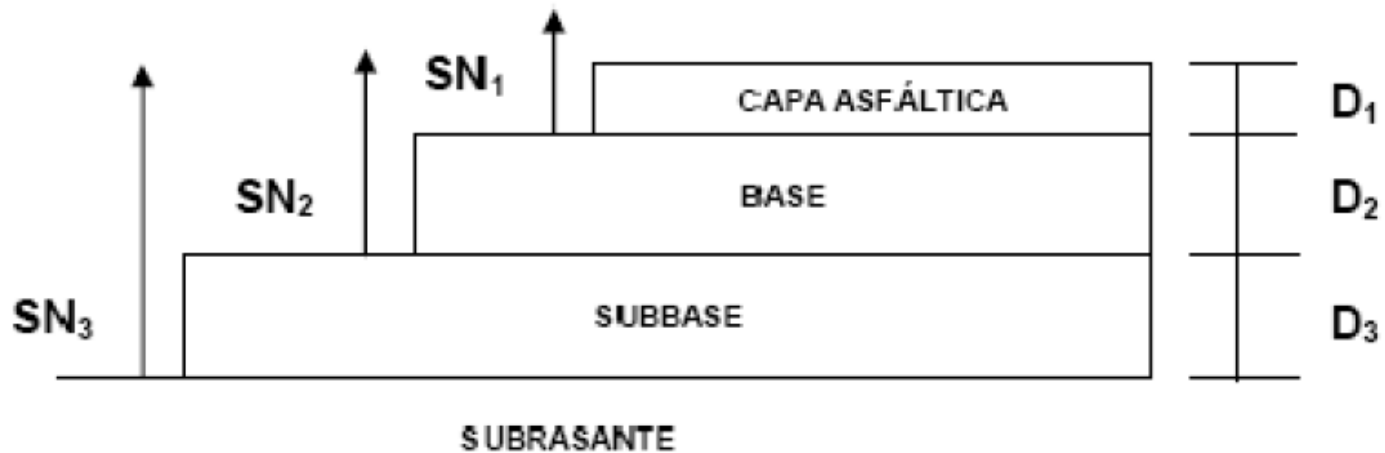 SN₁
CAPA ASFÁLTICA
D₁
SN₂
BASE
D₂
SN₃
SUBBASE
D₃
SUBRASANTE